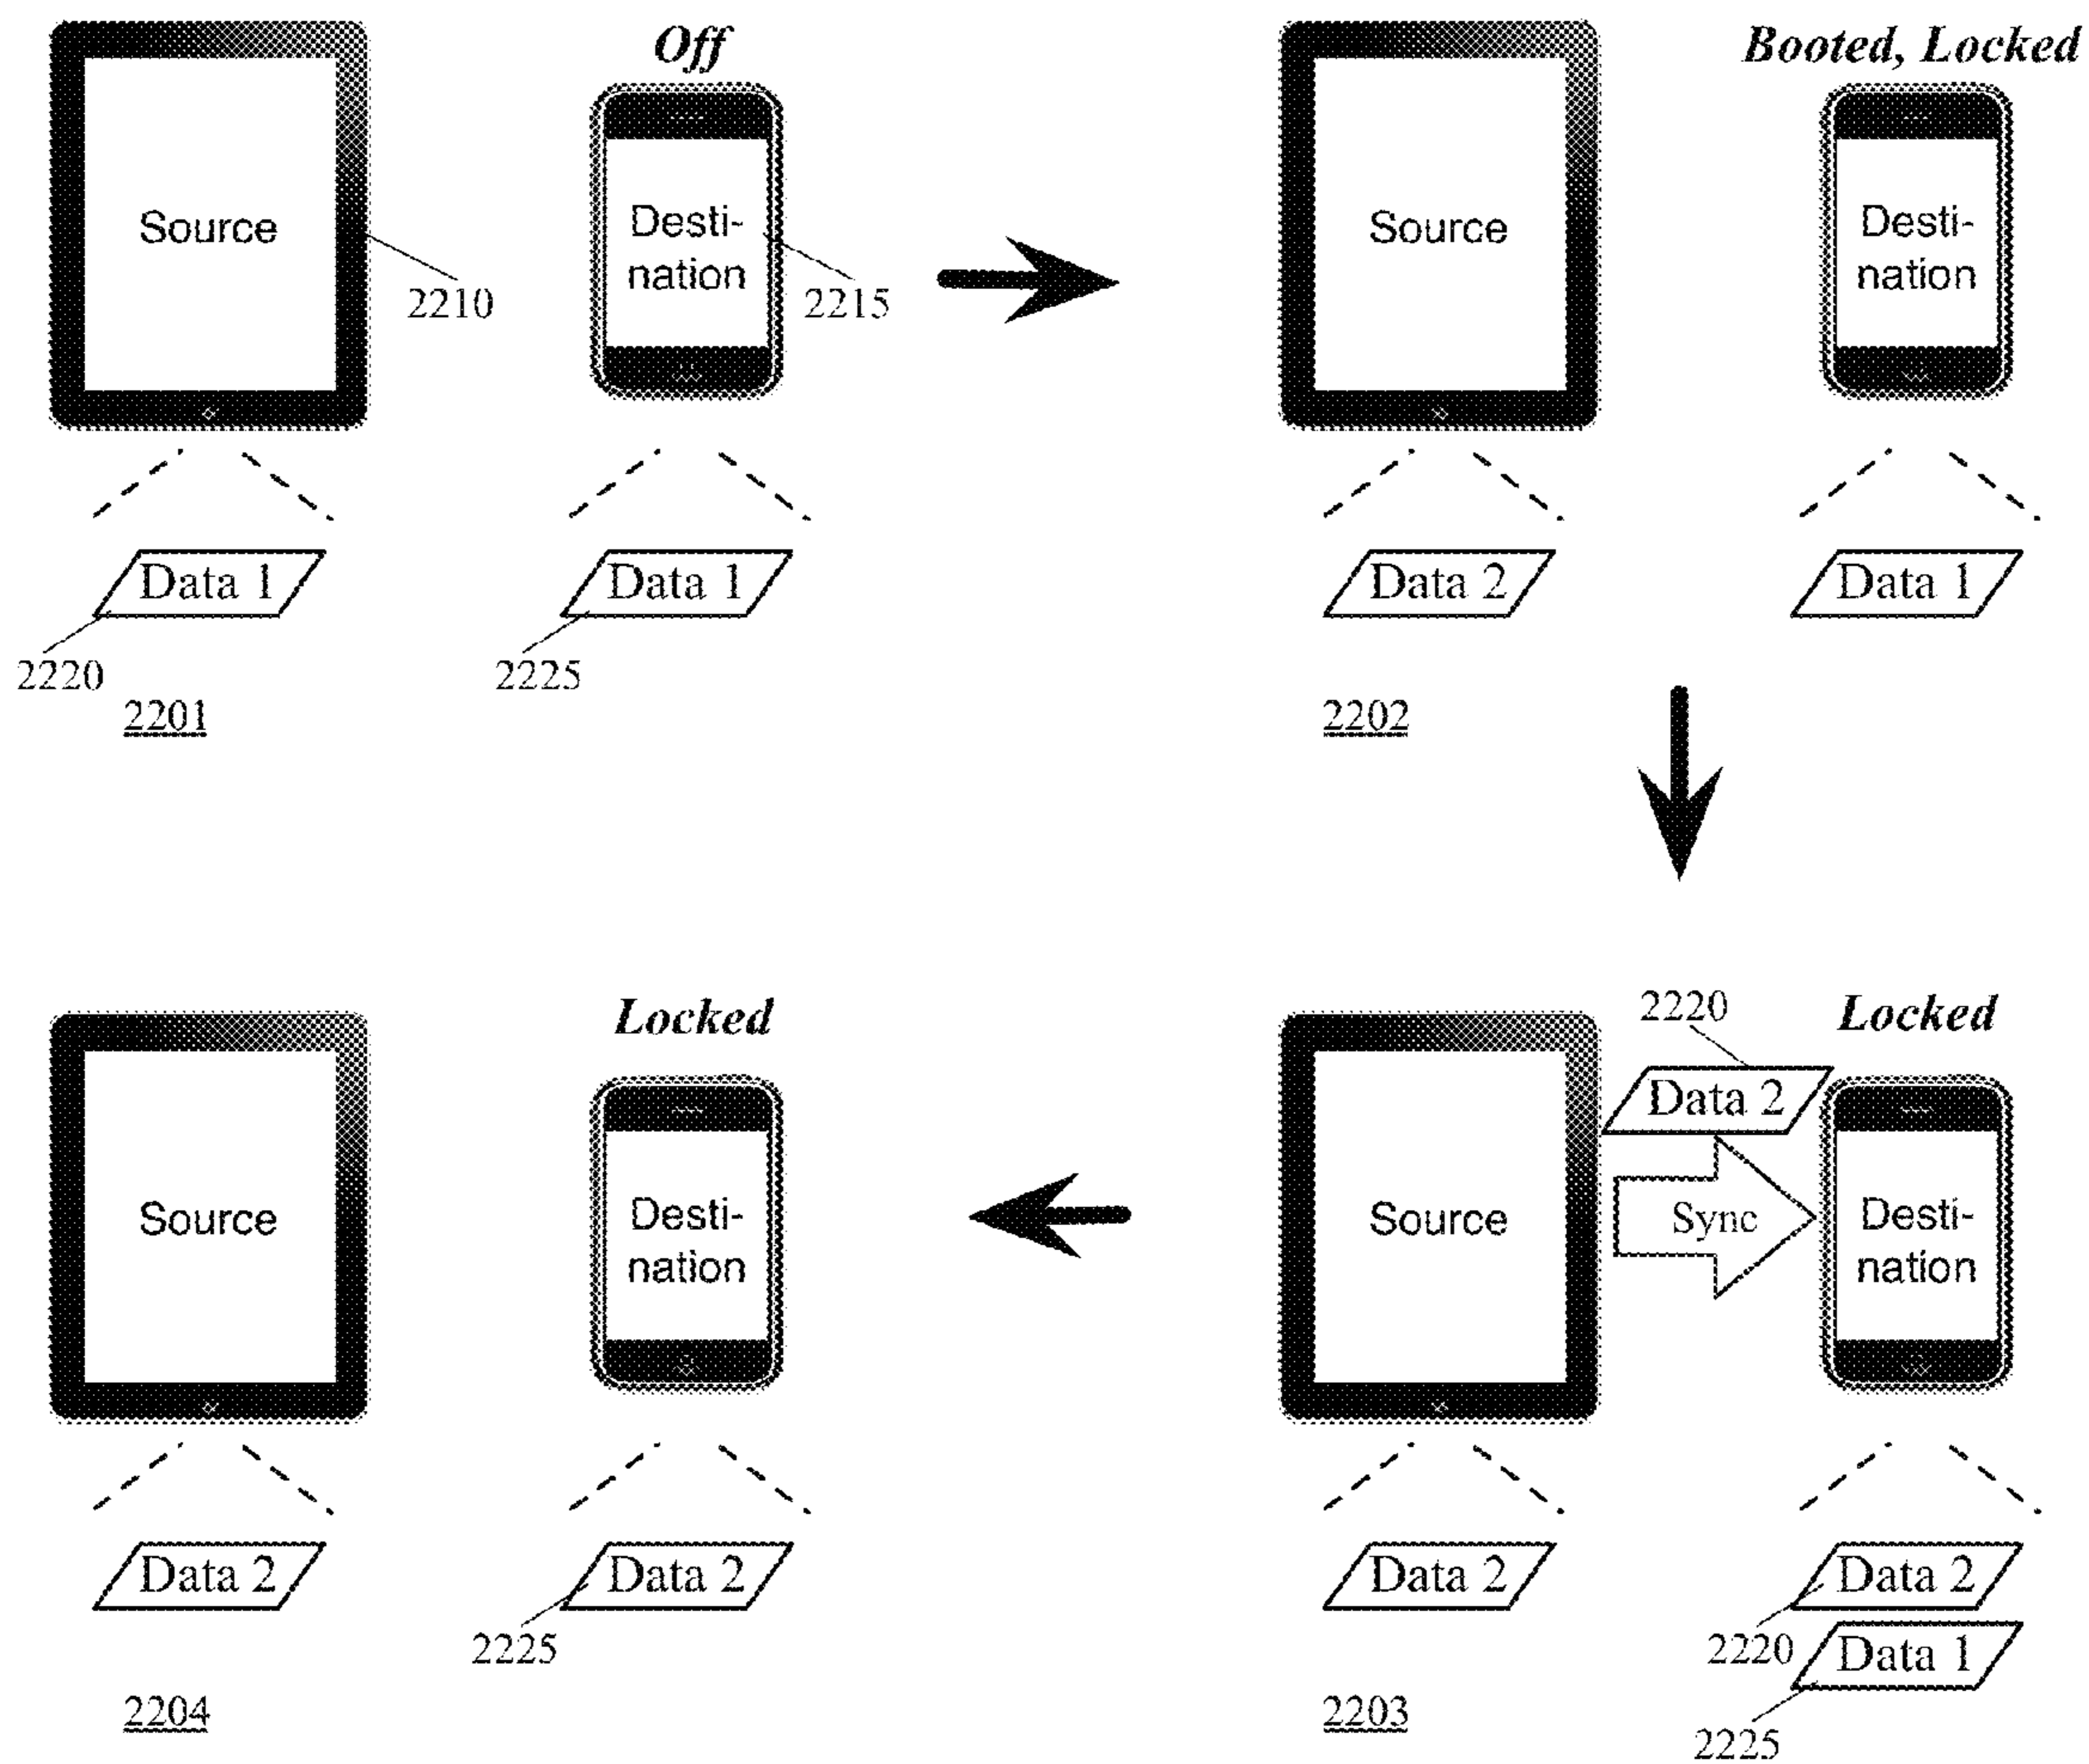 Off
Source
Desti-
nation
2210
2215
Data 1
Data 1
2220
2225
2201
Booted, Locked
Source
Desti-
nation
Data 2
Data 1
2202
Locked
Source
Desti-
nation
Data 2
Data 2
2225
2204
2220
Locked
Data 2
Source
Sync
Desti-
nation
Data 2
Data 2
2220
Data 1
2203
2225